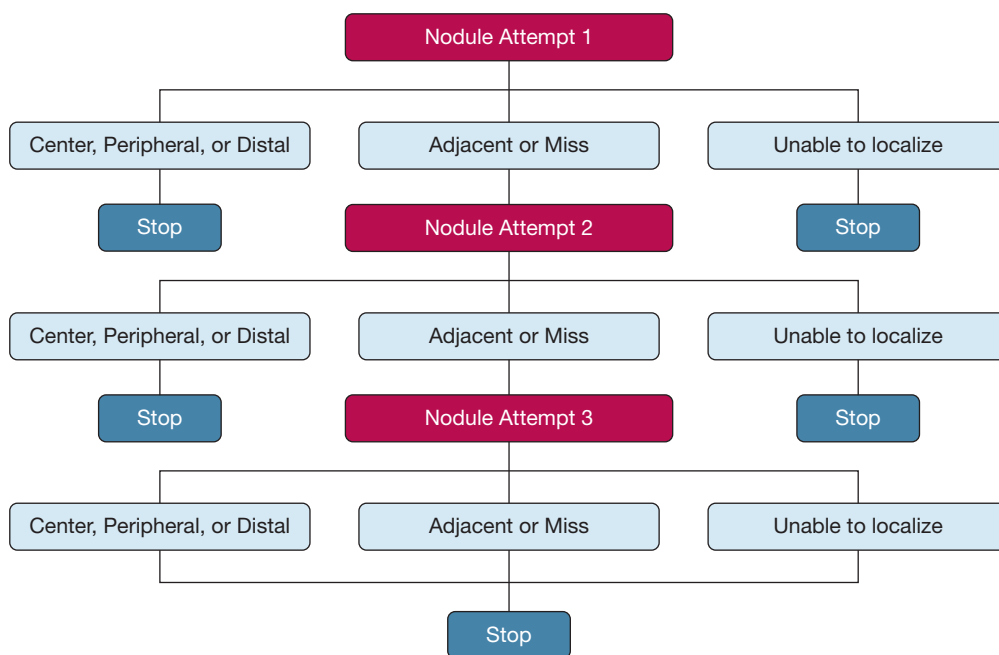 Nodule Attempt 1
Center, Peripheral, or Distal
Adjacent or Miss
Unable to localize
Stop
Nodule Attempt 2
Stop
Center, Peripheral, or Distal
Adjacent or Miss
Unable to localize
Stop
Nodule Attempt 3
Stop
Center, Peripheral, or Distal
Adjacent or Miss
Unable to localize
Stop